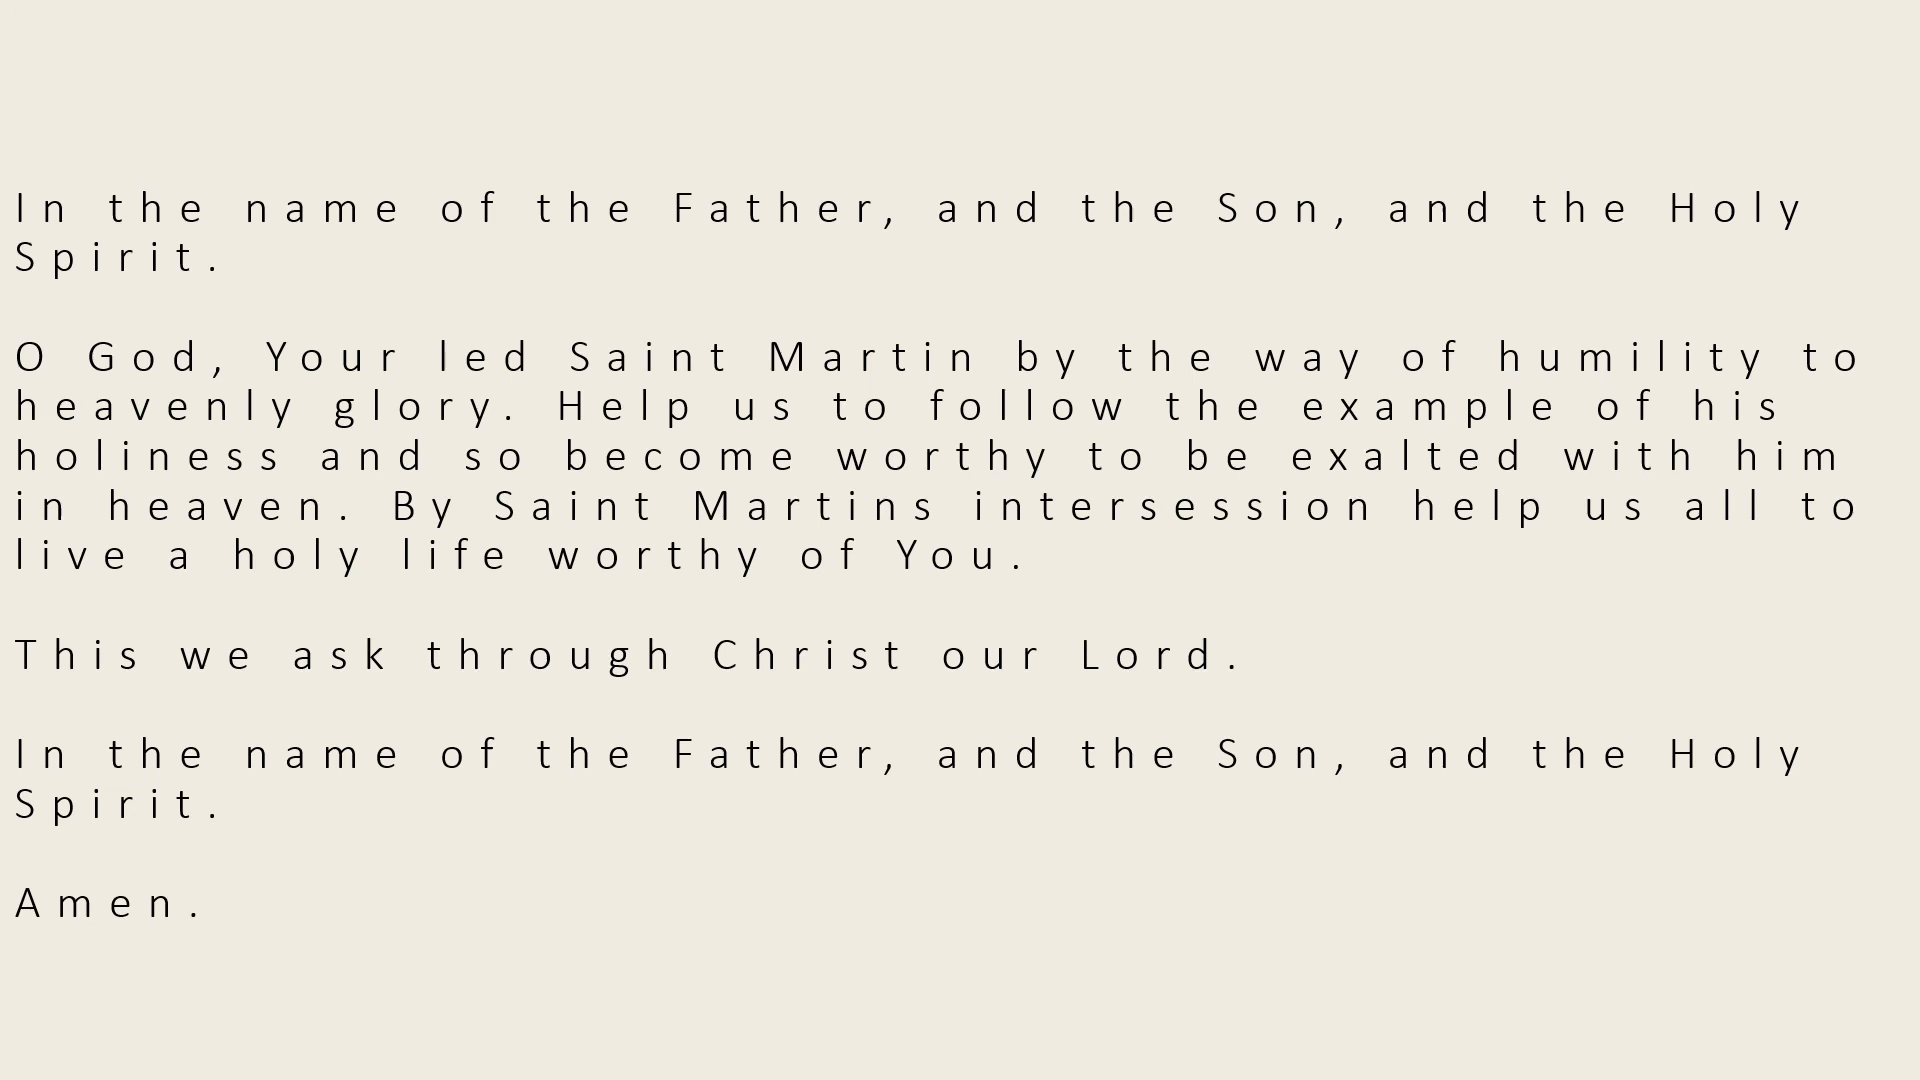 In the name of the Father, and the Son, and the Holy
Spirit.
O God, Your led Saint Martin by the way of humility to
heavenly glory. Help us to follow the example of his
holiness and so become worthy to be exalted with him
in heaven. By Saint Martins intersession help us all to
live a holy life worthy of You.
This we ask through Christ our Lord.
In the name of the Father, and the Son, and the Holy
Spirit.
Amen.